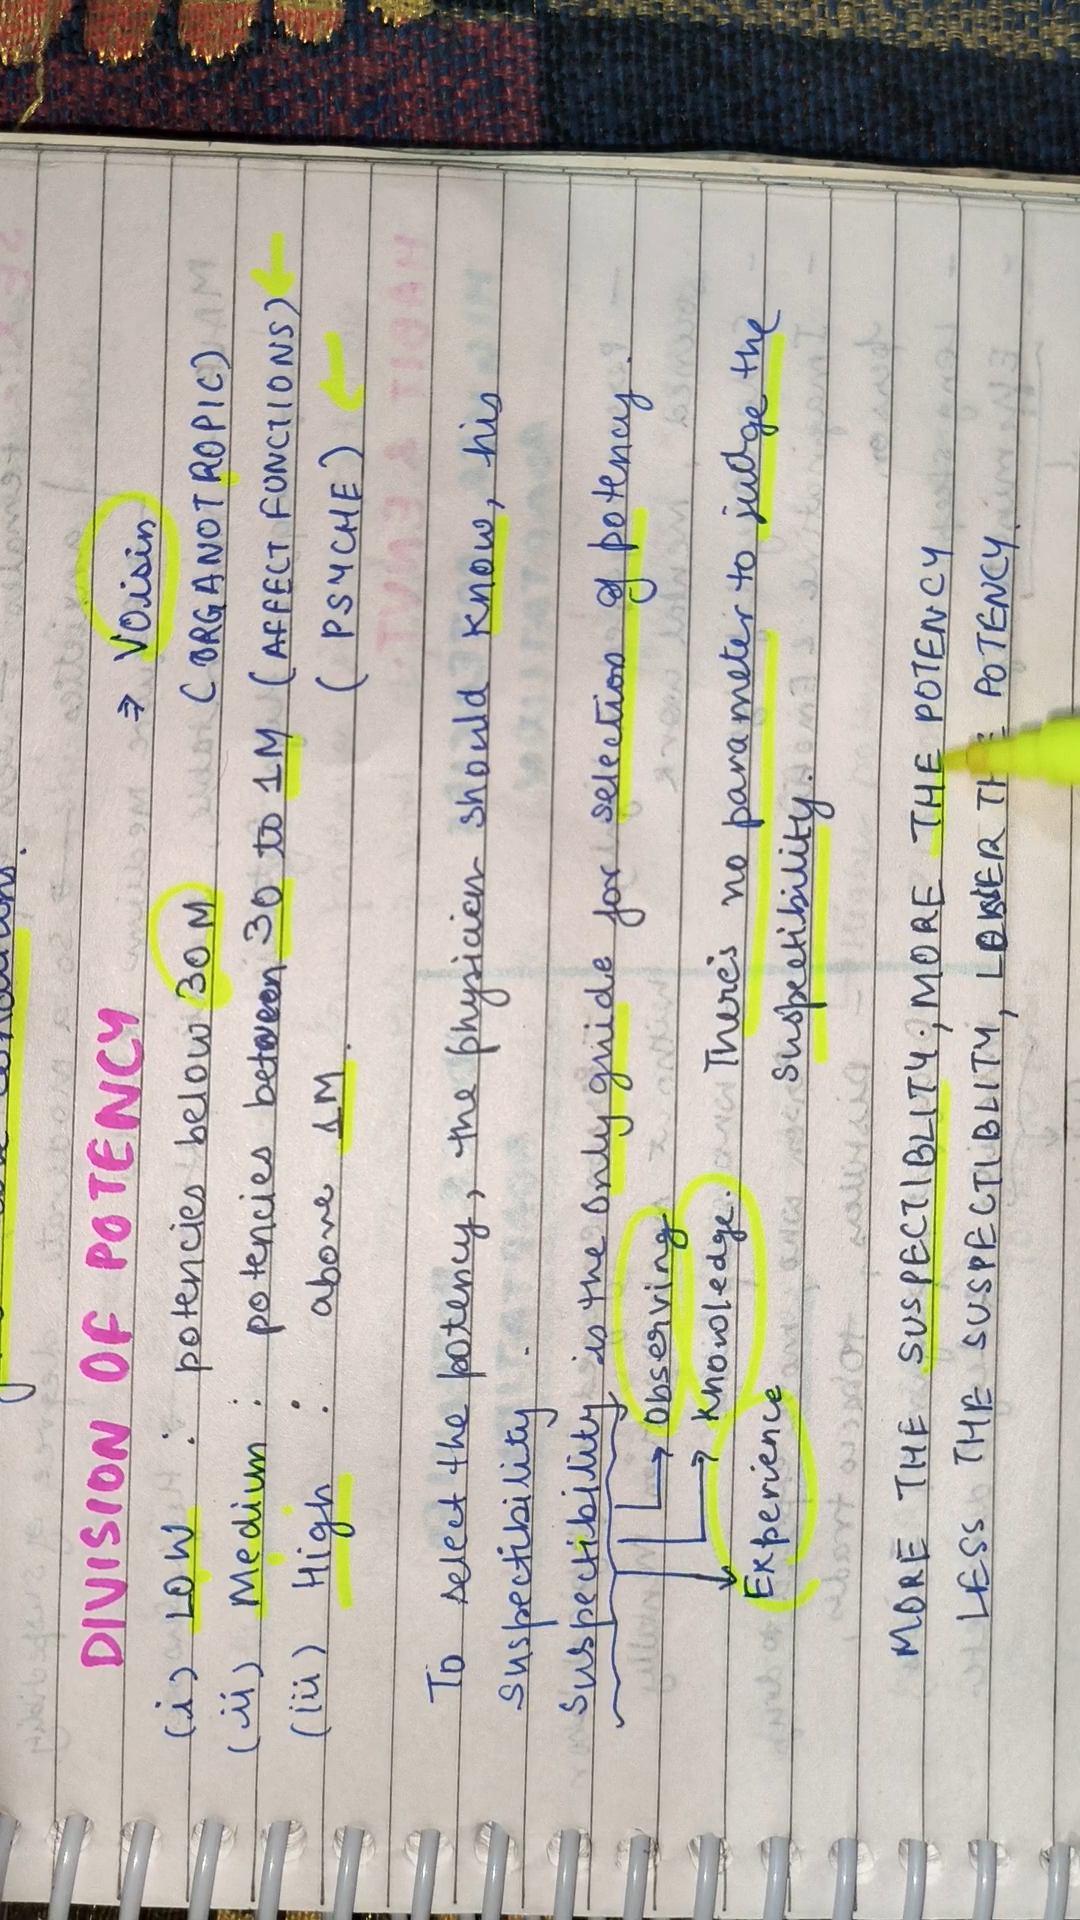 DIVISION OF POTENCY → Voisin
(i) LOW : potencies below 30 M (ORGANOTROPIC)
(ii) Medium : potencies between 30 to 1M (AFFECT FUNCTIONS)
(iii) High : above 1M. (PSYCHE)
To select the potency, the physician should know, his
Suspectibility.
Suspectibility is the only guide for selection of potency.
Observing
Knowledge. There's no parameter to judge the
Experience suspectibility.
MORE THE SUSPECTIBLITY; MORE THE POTENCY
LESS THE SUSPECTIBLITY, LOWER THE POTENCY.